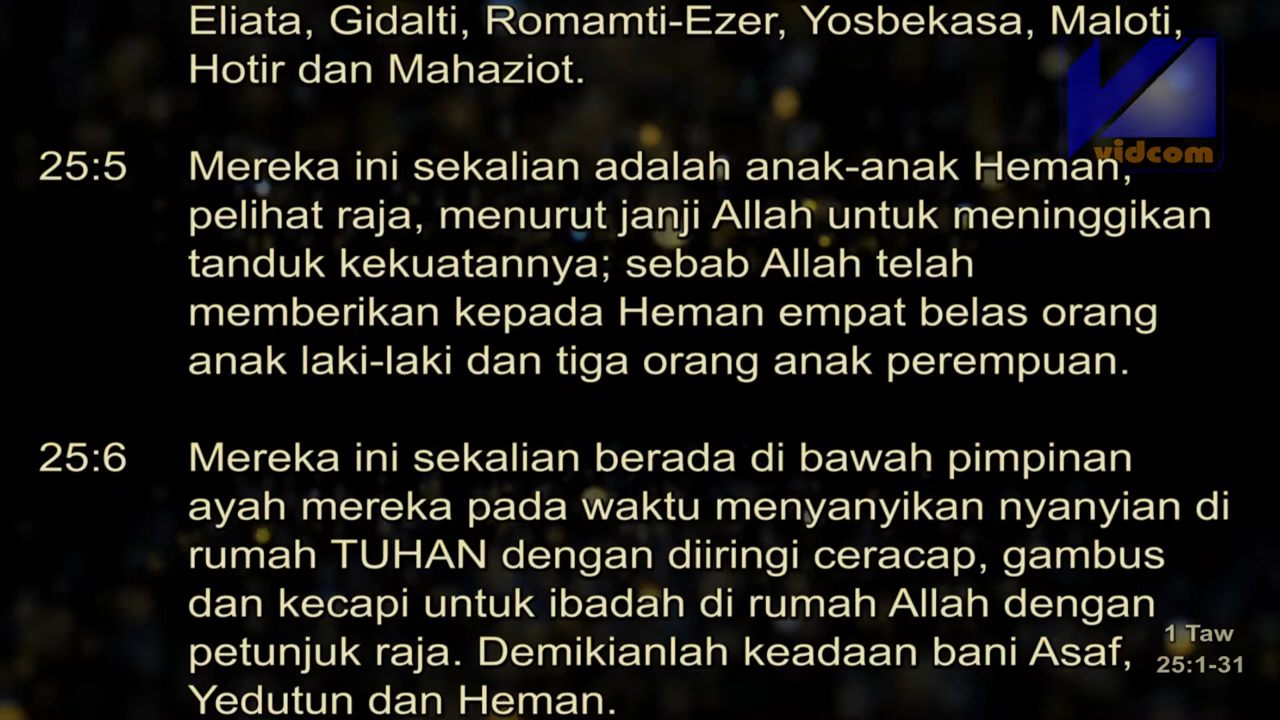 Eliata, Gidalti, Romamti-Ezer, Yosbekasa, Maloti,
Hotir dan Mahaziot.
vidcom
25:5 Mereka ini sekalian adalah anak-anak Heman,
pelihat raja, menurut janji Allah untuk meninggikan
tanduk kekuatannya; sebab Allah telah
memberikan kepada Heman empat belas orang
anak laki-laki dan tiga orang anak perempuan.
25:6 Mereka ini sekalian berada di bawah pimpinan
ayah mereka pada waktu menyanyikan nyanyian di
rumah TUHAN dengan diiringi ceracap, gambus
dan kecapi untuk ibadah di rumah Allah dengan
petunjuk raja. Demikianlah keadaan bani Asaf,
Yedutun dan Heman.
1 Taw
25:1-31